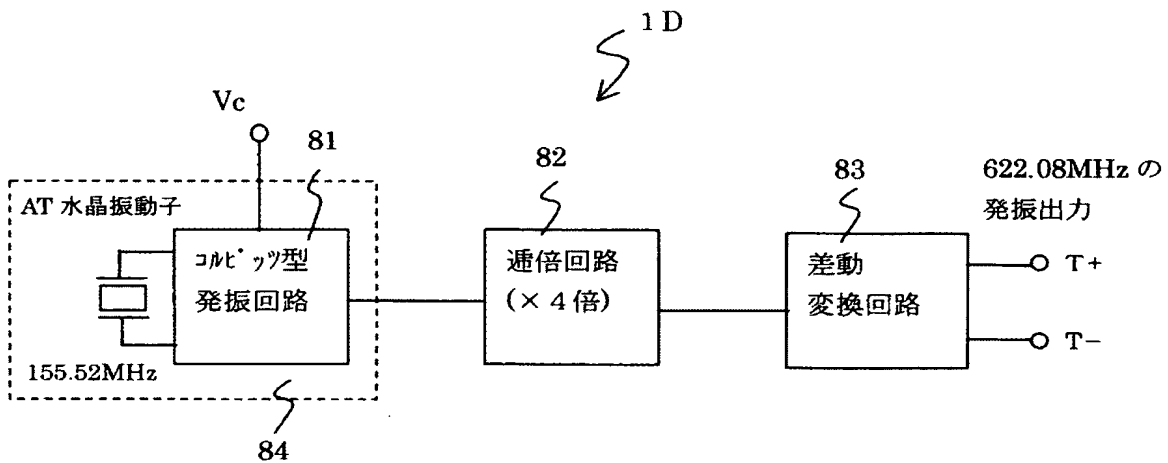 1 D
Vc
81
82
83
622.08MHz の
発振出力
AT 水晶振動子
ｺﾙﾋﾟｯﾂ型
発振回路
逓倍回路
(× 4 倍)
差動
変換回路
T+
T−
155.52MHz
84